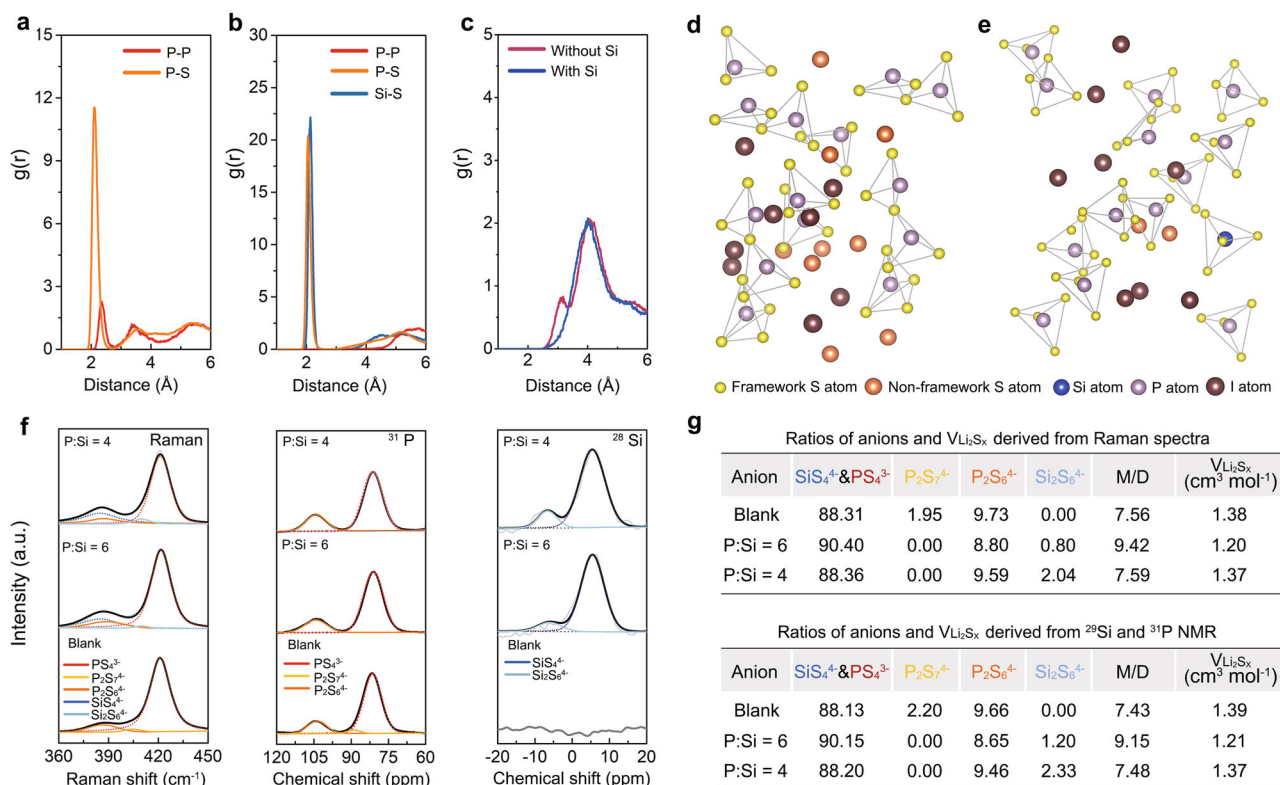 a
15
12
9
6
3
0
g(r)
P-P
P-S
2
4
6
Distance (Å)
b
30
25
20
15
10
5
0
g(r)
P-P
P-S
Si-S
2
4
6
Distance (Å)
c
5
4
3
2
1
0
g(r)
Without Si
With Si
2
4
6
Distance (Å)
d
e
Framework S atom
Non-framework S atom
Si atom
P atom
I atom
f
Intensity (a.u.)
P:Si = 4
Raman
P:Si = 6
Blank
PS₄³⁻
P₂S₇⁴⁻
P₂S₆⁴⁻
SiS₄⁴⁻
Si₂S₆⁴⁻
360 390 420 450
Raman shift (cm⁻¹)
P:Si = 4
³¹ P
P:Si = 6
Blank
PS₄³⁻
P₂S₇⁴⁻
P₂S₆⁴⁻
120 105 90 75 60
Chemical shift (ppm)
P:Si = 4
²⁸ Si
P:Si = 6
Blank
SiS₄⁴⁻
Si₂S₆⁴⁻
-20 -10 0 10 20
Chemical shift (ppm)
g
Ratios of anions and VLi₂Sₓ derived from Raman spectra
Anion SiS₄⁴⁻&PS₄³⁻ P₂S₇⁴⁻ P₂S₆⁴⁻ Si₂S₆⁴⁻ M/D VLi₂Sₓ (cm³ mol⁻¹)
Blank 88.31 1.95 9.73 0.00 7.56 1.38
P:Si = 6 90.40 0.00 8.80 0.80 9.42 1.20
P:Si = 4 88.36 0.00 9.59 2.04 7.59 1.37
Ratios of anions and VLi₂Sₓ derived from ²⁹Si and ³¹P NMR
Anion SiS₄⁴⁻&PS₄³⁻ P₂S₇⁴⁻ P₂S₆⁴⁻ Si₂S₆⁴⁻ M/D VLi₂Sₓ (cm³ mol⁻¹)
Blank 88.13 2.20 9.66 0.00 7.43 1.39
P:Si = 6 90.15 0.00 8.65 1.20 9.15 1.21
P:Si = 4 88.20 0.00 9.46 2.33 7.48 1.37